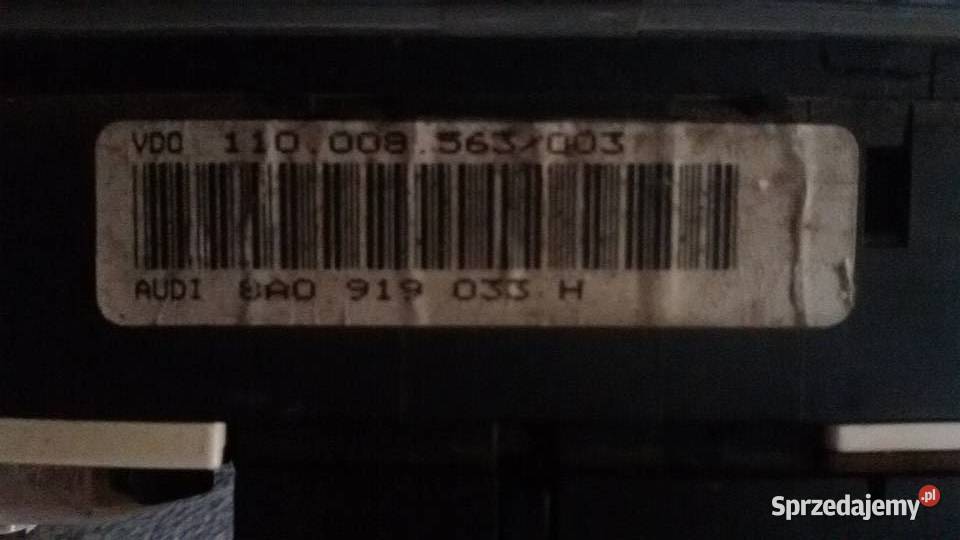 VDO 110.008.563/003
AUDI 8A0 919 033 H
Sprzedajemy.pl